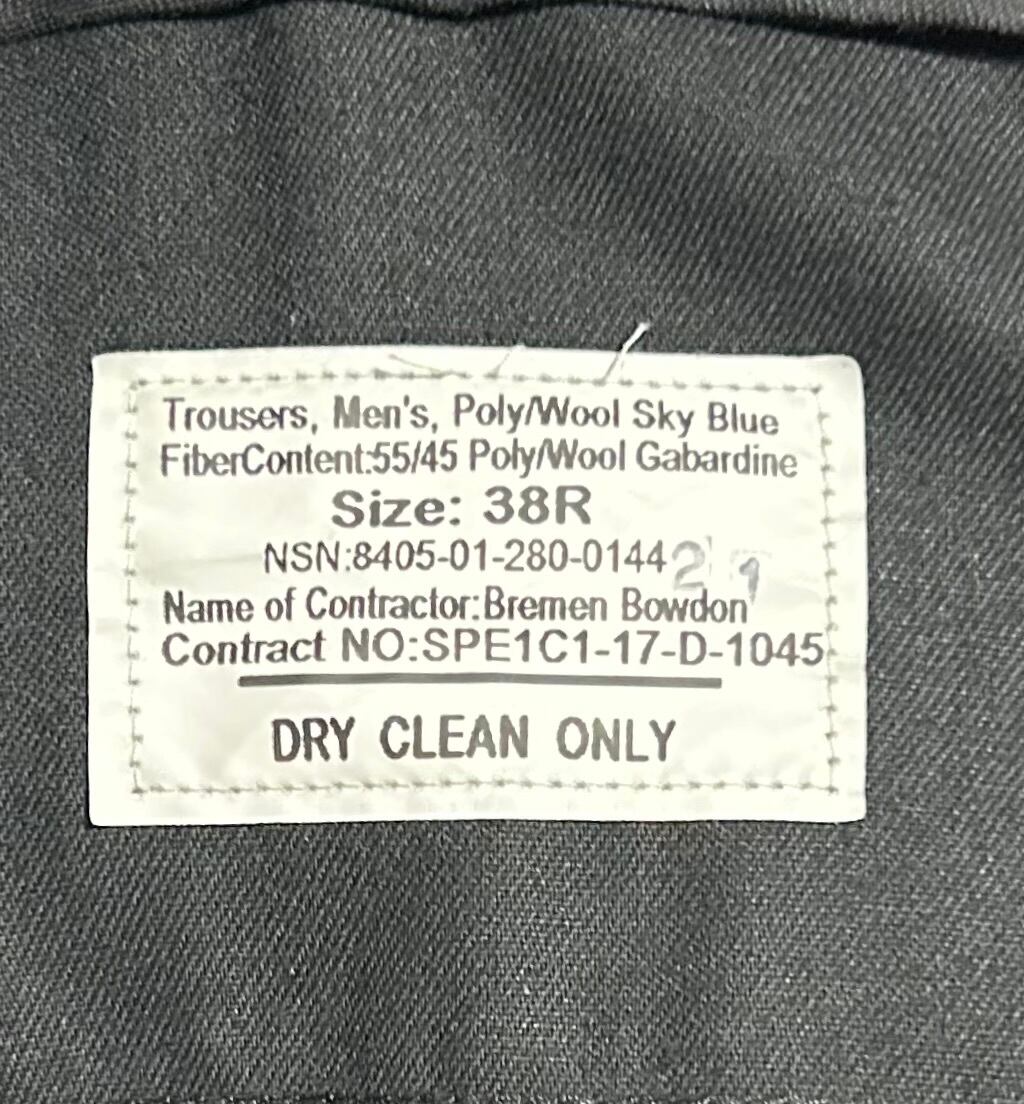 Trousers, Men's, Poly/Wool Sky Blue
FiberContent:55/45 Poly/Wool Gabardine
Size: 38R
NSN:8405-01-280-0144
Name of Contractor:Bremen Bowdon
Contract NO:SPE1C1-17-D-1045
DRY CLEAN ONLY